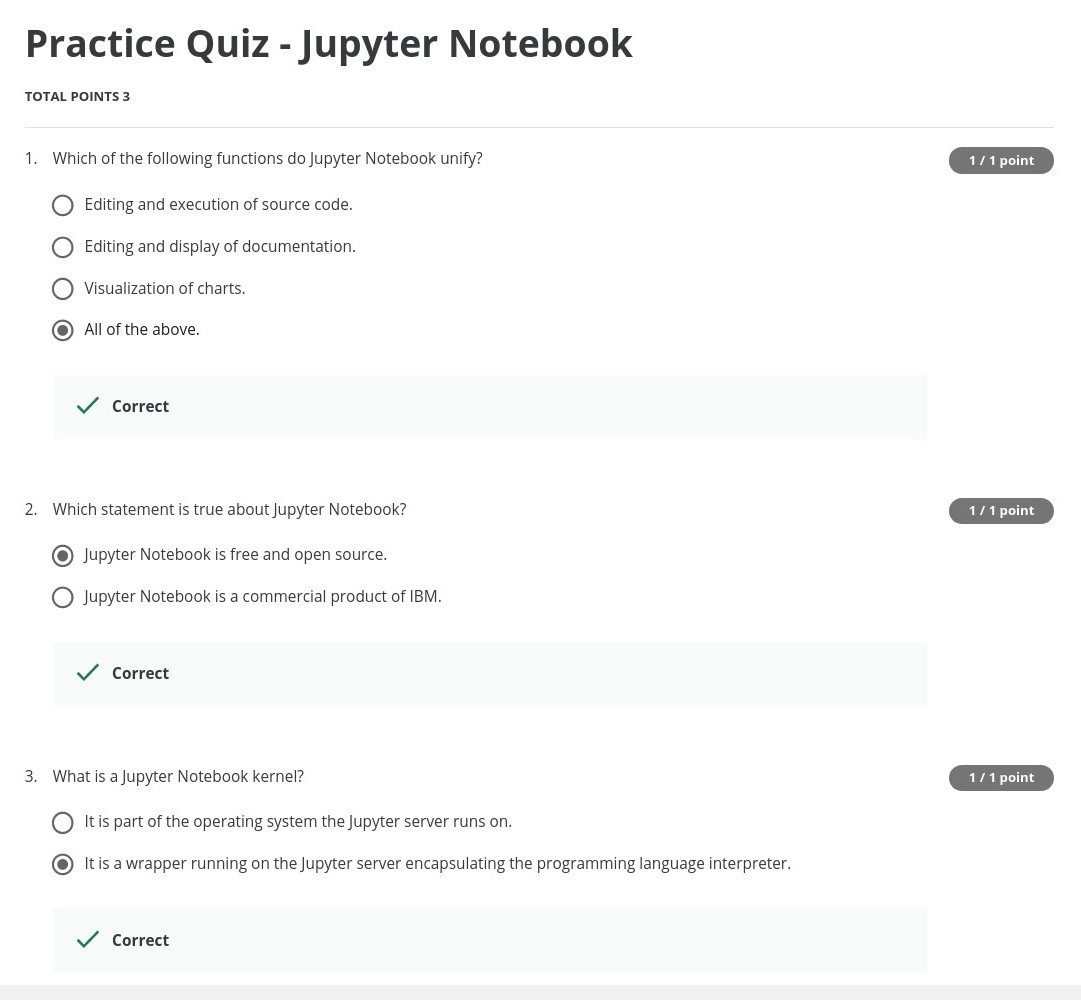 Practice Quiz - Jupyter Notebook
TOTAL POINTS 3
1. Which of the following functions do Jupyter Notebook unify?
1 / 1 point
Editing and execution of source code.
Editing and display of documentation.
Visualization of charts.
All of the above.
Correct
2. Which statement is true about Jupyter Notebook?
1 / 1 point
Jupyter Notebook is free and open source.
Jupyter Notebook is a commercial product of IBM.
Correct
3. What is a Jupyter Notebook kernel?
1 / 1 point
It is part of the operating system the Jupyter server runs on.
It is a wrapper running on the Jupyter server encapsulating the programming language interpreter.
Correct